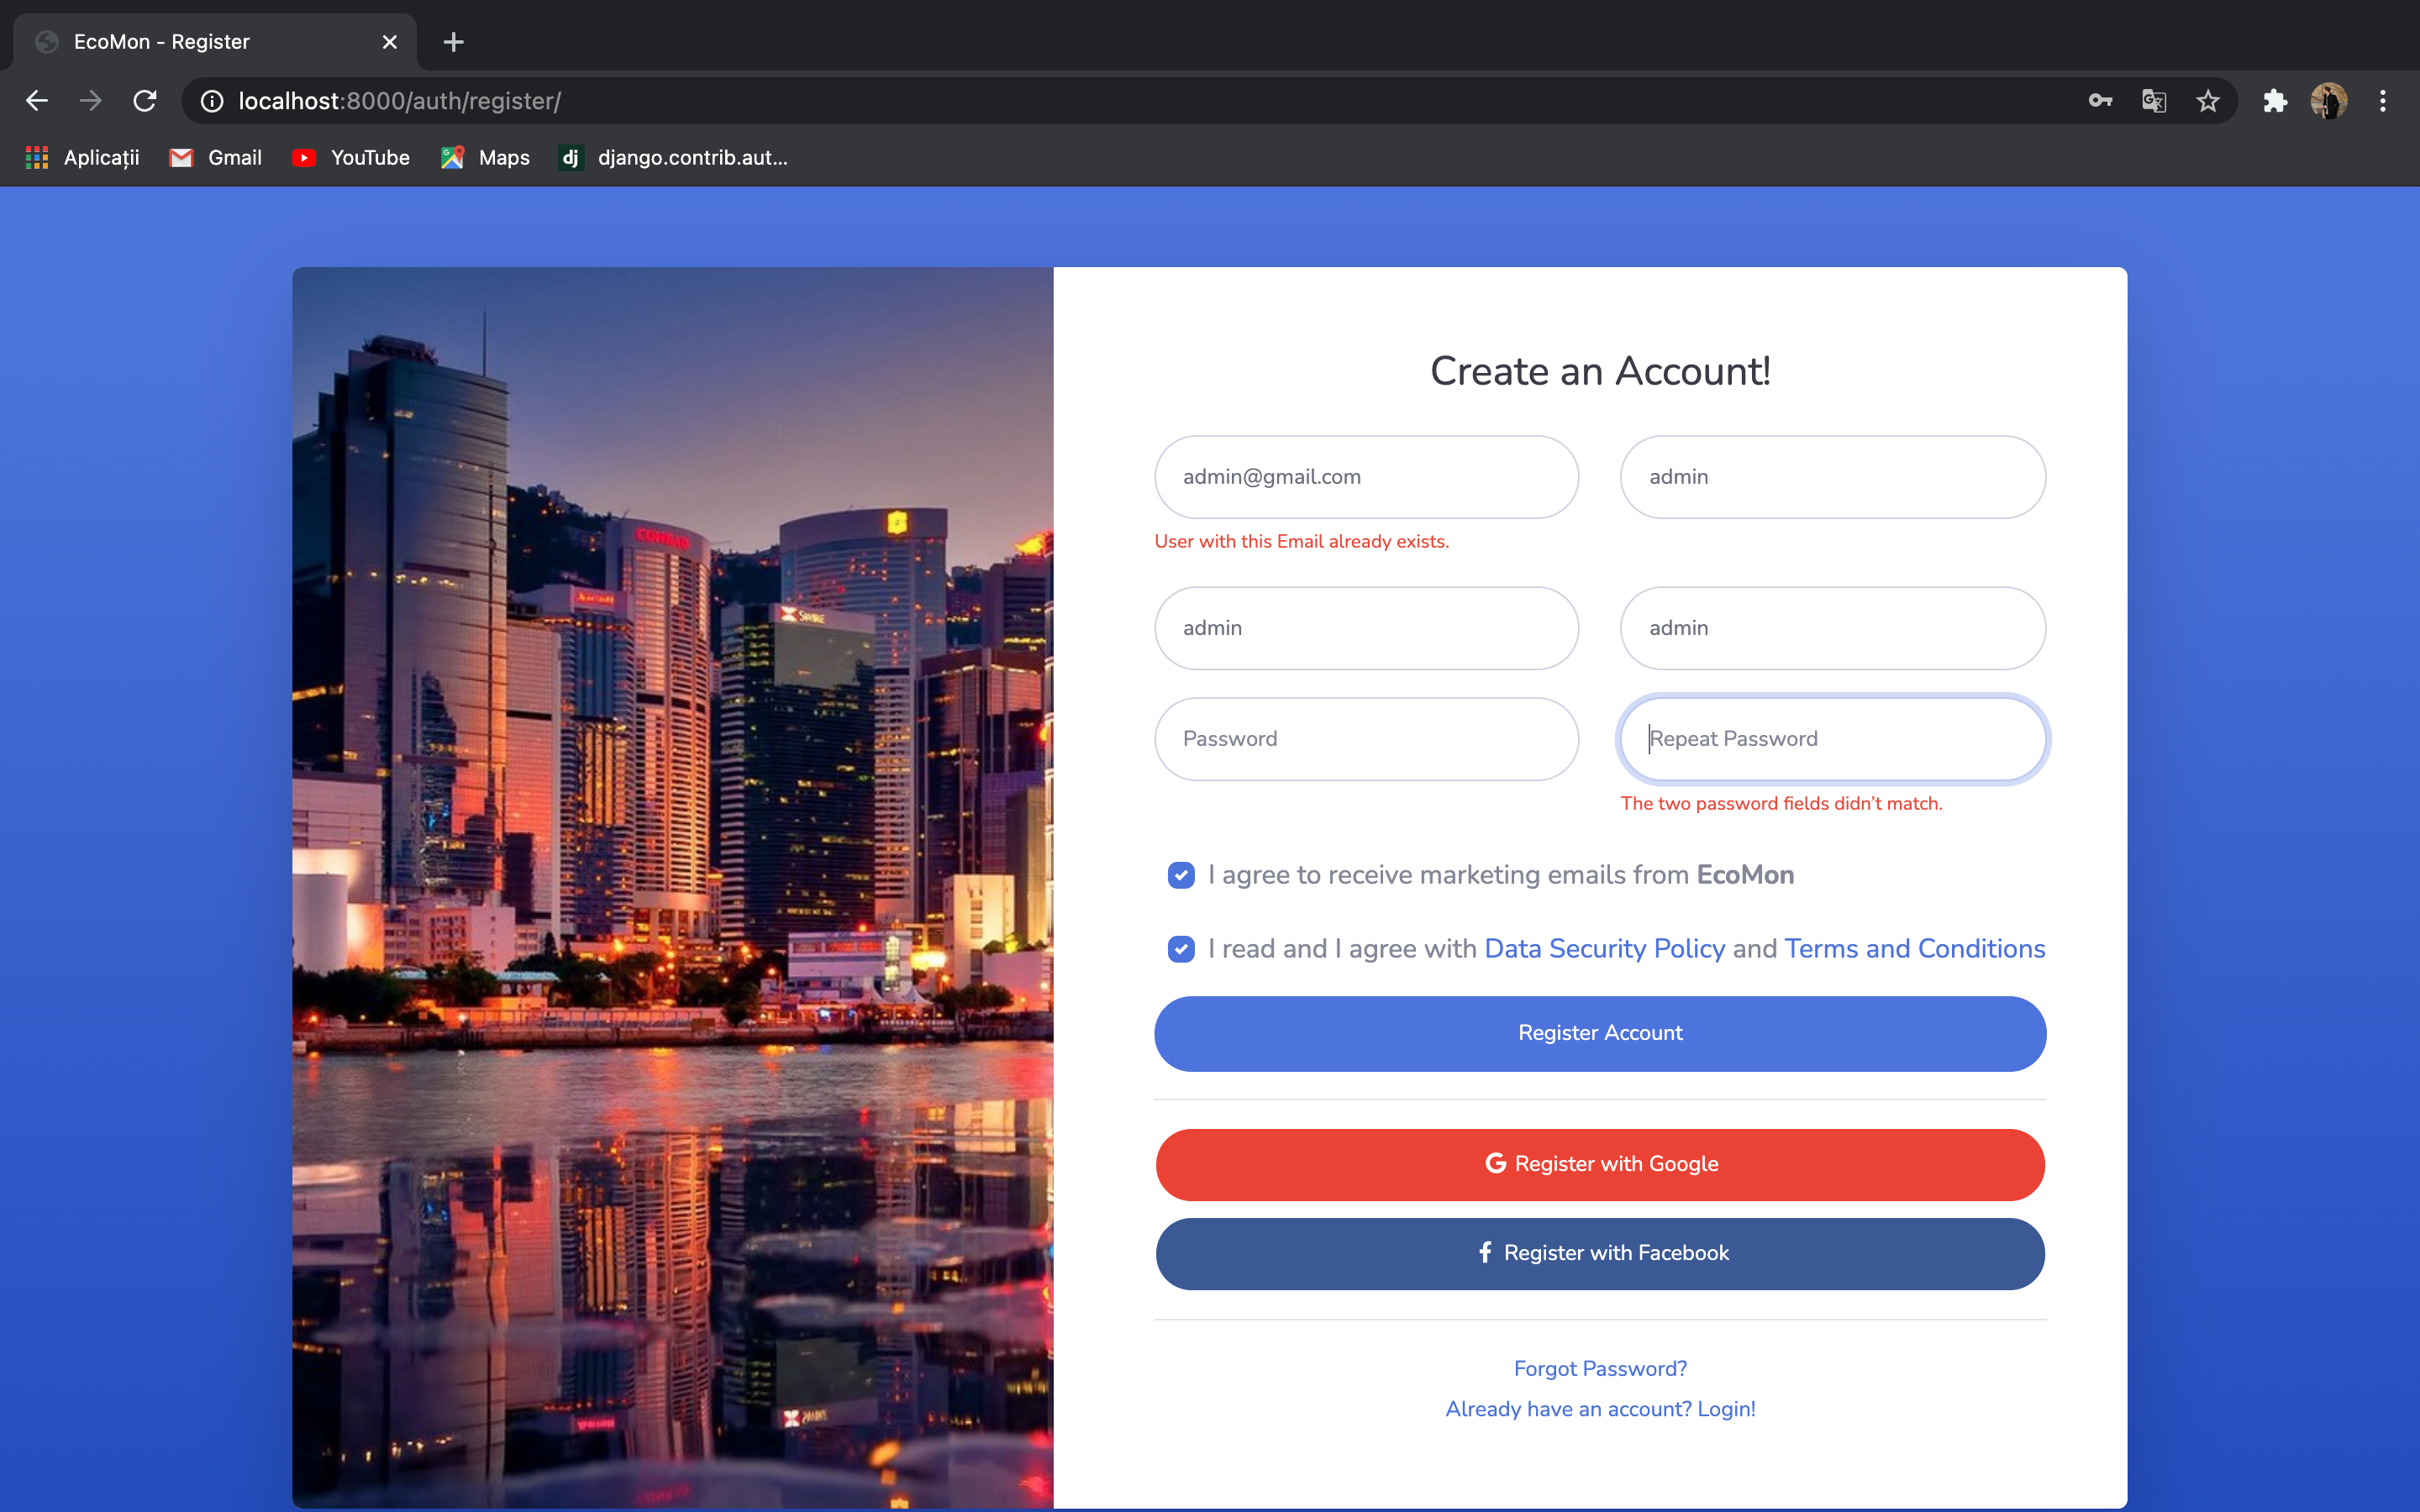 EcoMon - Register
localhost:8000/auth/register/
Aplicații Gmail YouTube Maps dj django.contrib.aut...
CONRAD
Create an Account!
admin@gmail.com admin
User with this Email already exists.
admin admin
Password Repeat Password
The two password fields didn't match.
I agree to receive marketing emails from EcoMon
I read and I agree with Data Security Policy and Terms and Conditions
Register Account
G Register with Google
f Register with Facebook
Forgot Password?
Already have an account? Login!